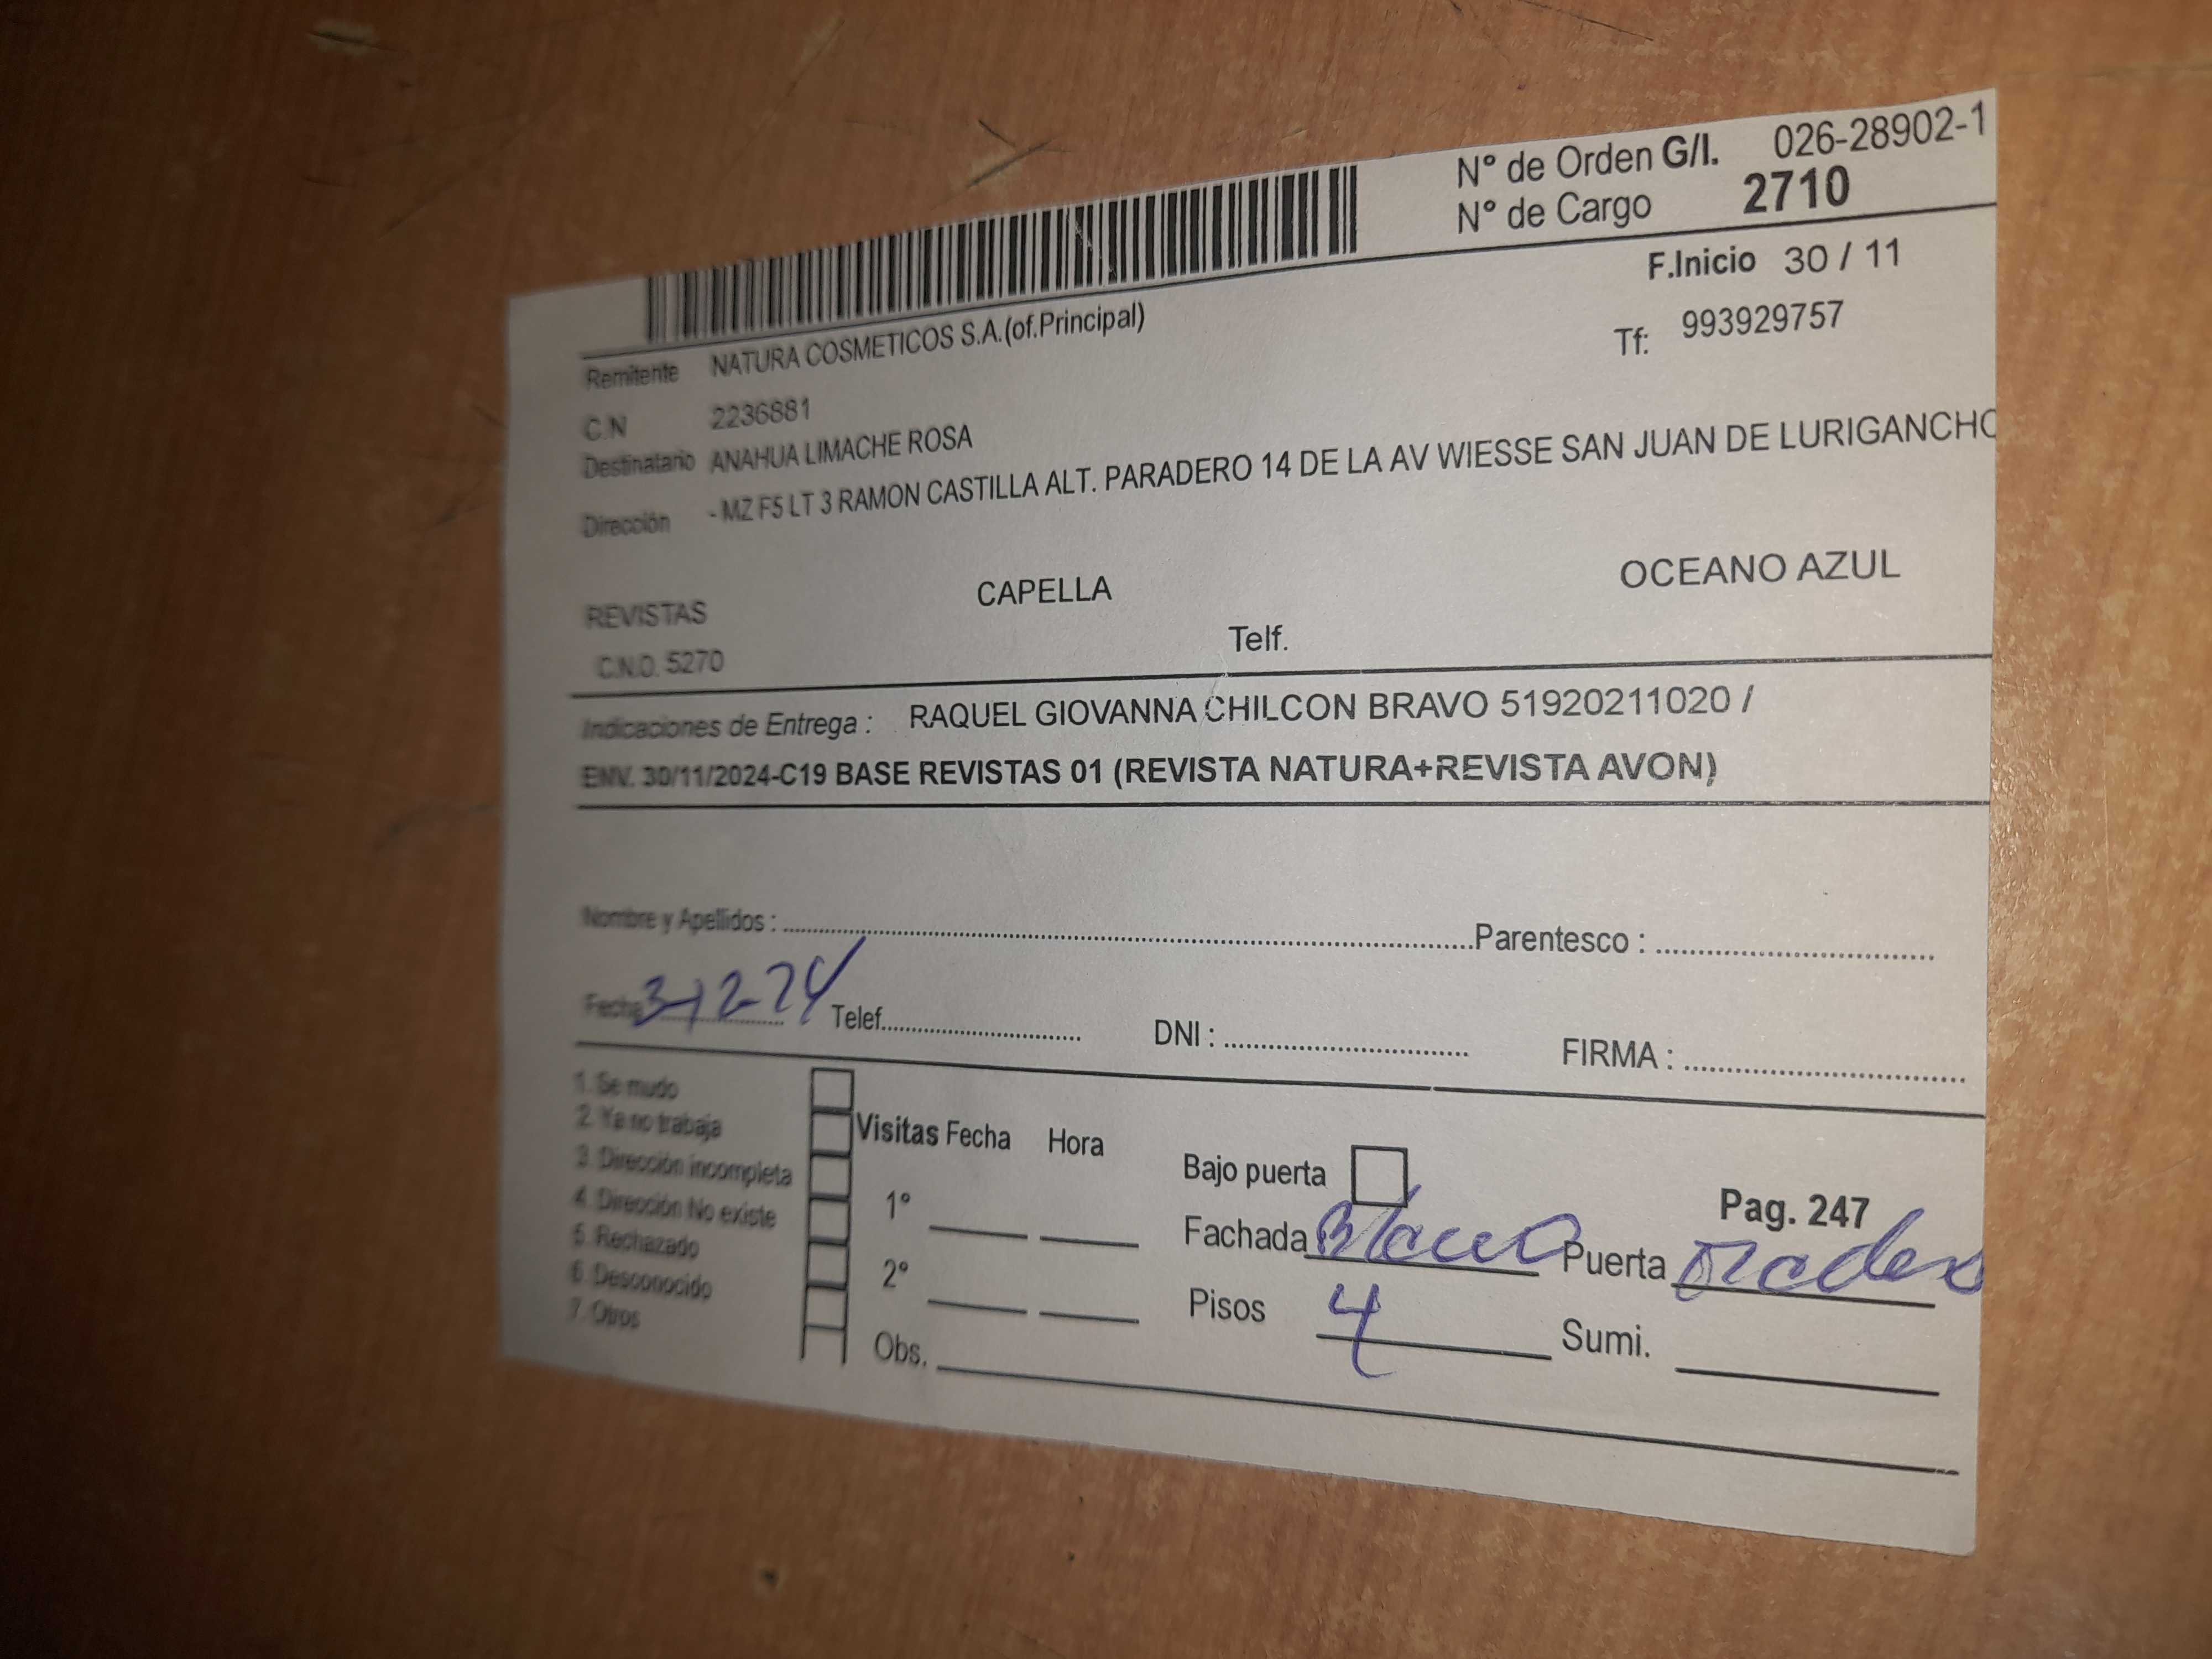 N° de Orden G/I. 026-28902-1
N° de Cargo 2710
F.Inicio 30 / 11
Remitente NATURA COSMETICOS S.A.(of.Principal)
Tf: 993929757
C.N 2236881
Destinatario ANAHUA LIMACHE ROSA
Dirección - MZ F5 LT 3 RAMON CASTILLA ALT. PARADERO 14 DE LA AV WIESSE SAN JUAN DE LURIGANCHO
REVISTAS CAPELLA OCEANO AZUL
C.N.O. 5270 Telf.
Indicaciones de Entrega : RAQUEL GIOVANNA CHILCON BRAVO 51920211020 /
ENV. 30/11/2024-C19 BASE REVISTAS 01 (REVISTA NATURA+REVISTA AVON)
Nombre y Apellidos : Parentesco :
Fecha 3-12-24 Telef. DNI : FIRMA :
1. Se mudo
2. Ya no trabaja
3. Dirección incompleta
4. Dirección No existe
5. Rechazado
6. Desconocido
7. Otros
Visitas Fecha Hora
1°
2°
Obs.
Bajo puerta
Pag. 247
Fachada Blanco Puerta Madera
Pisos 4 Sumi.